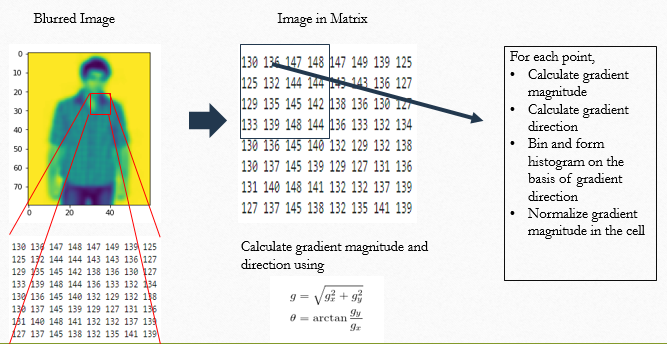 Blurred Image
0
10
20
30
40
50
60
70
0 20 40
130 136 147 148 147 149 139 125
125 132 144 144 143 143 136 127
129 135 145 142 138 136 130 127
133 139 148 144 136 133 132 134
130 136 145 140 132 129 132 138
130 137 145 139 129 127 131 136
131 140 148 141 132 132 137 139
127 137 145 138 132 135 141 139
Image in Matrix
130 136 147 148 147 149 139 125
125 132 144 144 143 143 136 127
129 135 145 142 138 136 130 127
133 139 148 144 136 133 132 134
130 136 145 140 132 129 132 138
130 137 145 139 129 127 131 136
131 140 148 141 132 132 137 139
127 137 145 138 132 135 141 139
Calculate gradient magnitude and
direction using
g = √(g_x^2 + g_y^2)
θ = arctan g_y/g_x
For each point,
• Calculate gradient
magnitude
• Calculate gradient
direction
• Bin and form
histogram on the
basis of gradient
direction
• Normalize gradient
magnitude in the cell